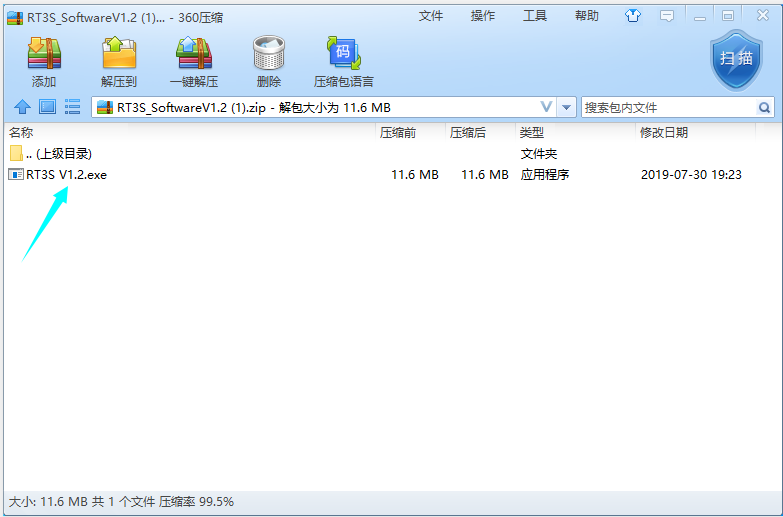 RT3S_SoftwareV1.2 (1)... - 360压缩 文件 操作 工具 帮助
添加 解压到 一键解压 删除 压缩包语言 扫描
码
RT3S_SoftwareV1.2 (1).zip - 解包大小为 11.6 MB 搜索包内文件
名称 压缩前 压缩后 类型 修改日期
.. (上级目录) 文件夹
RT3S V1.2.exe 11.6 MB 11.6 MB 应用程序 2019-07-30 19:23
大小: 11.6 MB 共 1 个文件 压缩率 99.5%